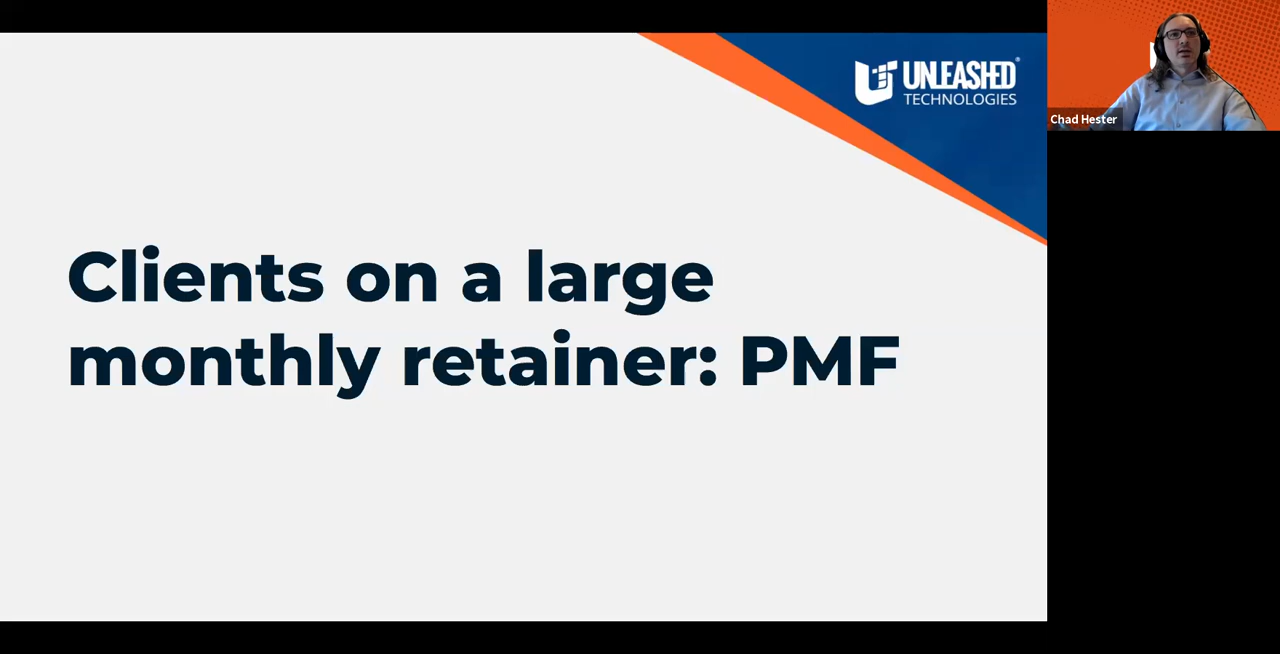 UNLEASHED®
TECHNOLOGIES
Chad Hester
Clients on a large
monthly retainer: PMF